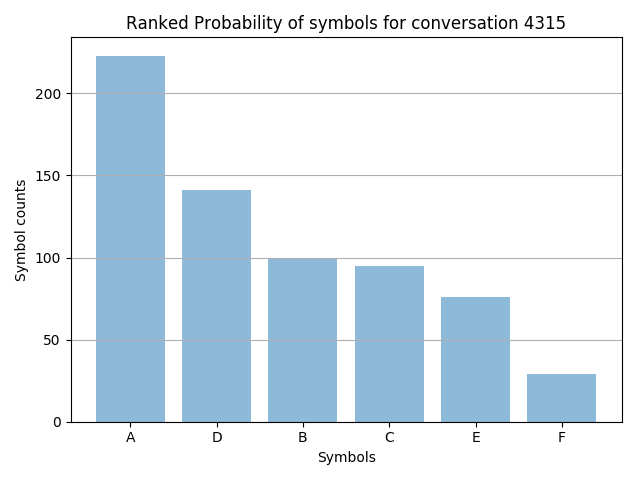 Ranked Probability of symbols for conversation 4315
200
150
100
50
0
Symbol counts
A D B C E F
Symbols